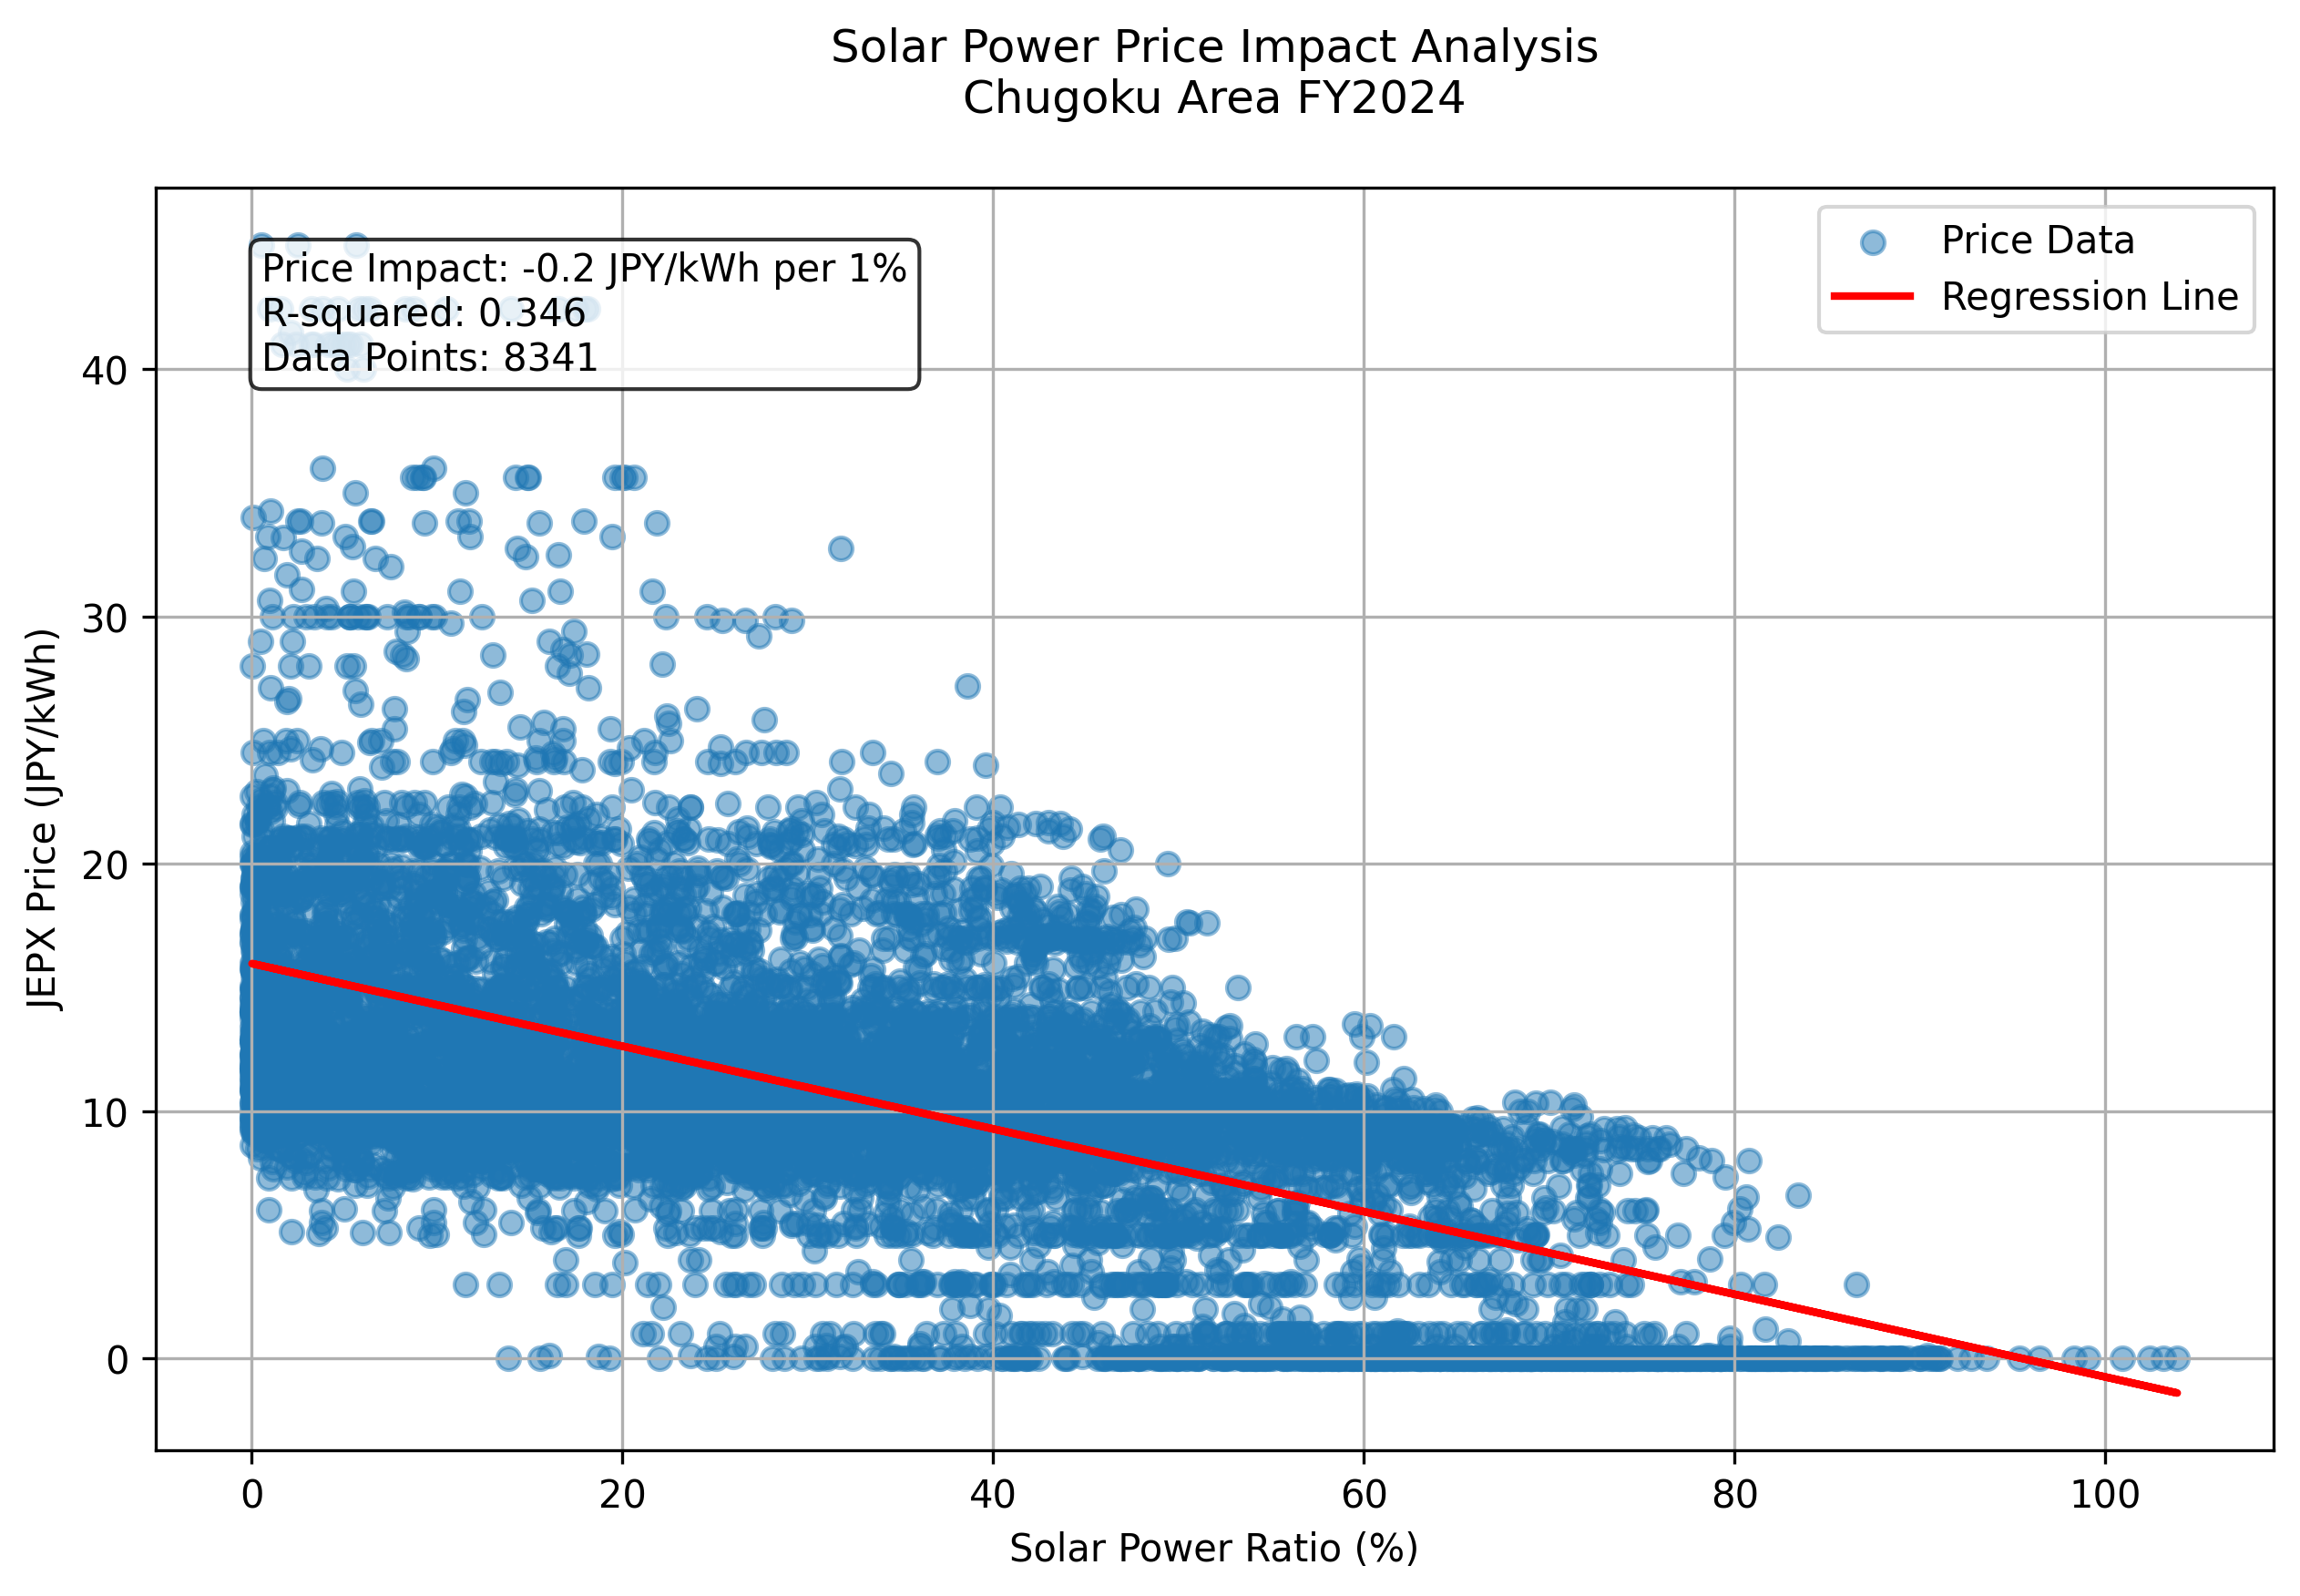 Solar Power Price Impact Analysis
Chugoku Area FY2024
Price Impact: -0.2 JPY/kWh per 1%
R-squared: 0.346
Data Points: 8341
Price Data
Regression Line
JEPX Price (JPY/kWh)
40
30
20
10
0
0 20 40 60 80 100
Solar Power Ratio (%)